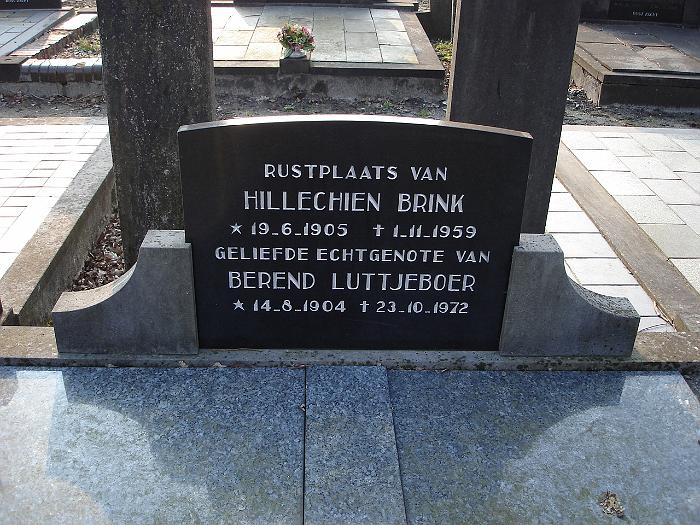 RUSTPLAATS VAN
HILLECHIEN BRINK
* 19-6-1905 † 1-11-1959
GELIEFDE ECHTGENOTE VAN
BEREND LUTTJEBOER
* 14-8-1904 † 23-10-1972